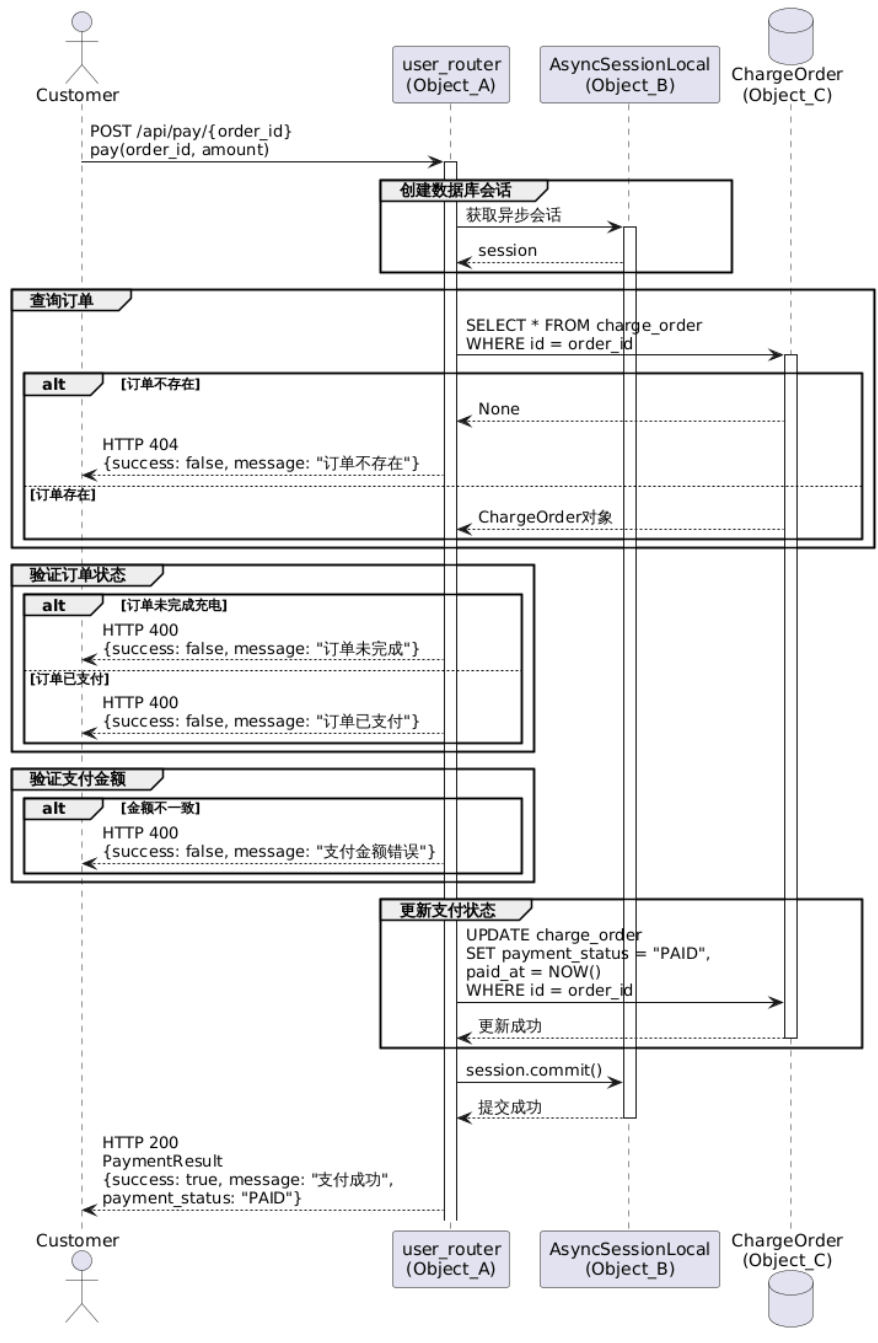 Customer
user_router
(Object_A)
AsyncSessionLocal
(Object_B)
ChargeOrder
(Object_C)
POST /api/pay/{order_id}
pay(order_id, amount)
创建数据库会话
获取异步会话
session
查询订单
SELECT * FROM charge_order
WHERE id = order_id
alt
[订单不存在]
None
HTTP 404
{success: false, message: "订单不存在"}
[订单存在]
ChargeOrder对象
验证订单状态
alt
[订单未完成充电]
HTTP 400
{success: false, message: "订单未完成"}
[订单已支付]
HTTP 400
{success: false, message: "订单已支付"}
验证支付金额
alt
[金额不一致]
HTTP 400
{success: false, message: "支付金额错误"}
更新支付状态
UPDATE charge_order
SET payment_status = "PAID",
paid_at = NOW()
WHERE id = order_id
更新成功
session.commit()
提交成功
HTTP 200
PaymentResult
{success: true, message: "支付成功",
payment_status: "PAID"}
Customer
user_router
(Object_A)
AsyncSessionLocal
(Object_B)
ChargeOrder
(Object_C)